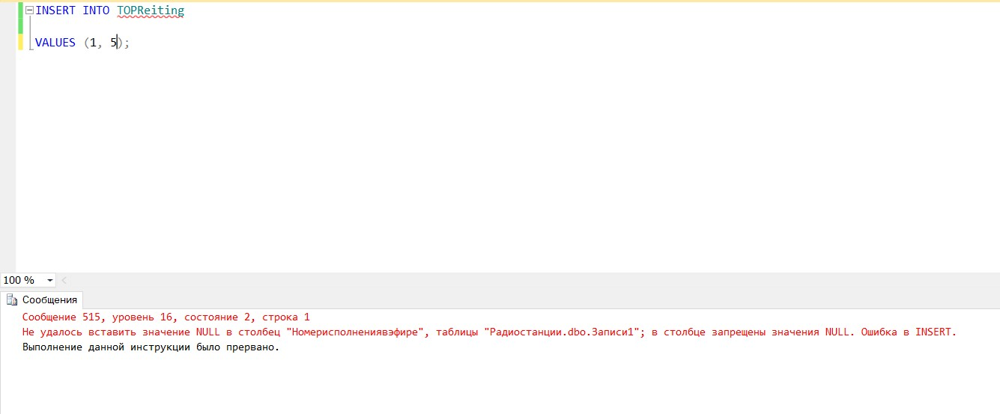 INSERT INTO TOPReiting
VALUES (1, 5);
100 %
Сообщения
Сообщение 515, уровень 16, состояние 2, строка 1
Не удалось вставить значение NULL в столбец "Номерисполнениявэфире", таблицы "Радиостанции.dbo.Записи1"; в столбце запрещены значения NULL. Ошибка в INSERT.
Выполнение данной инструкции было прервано.